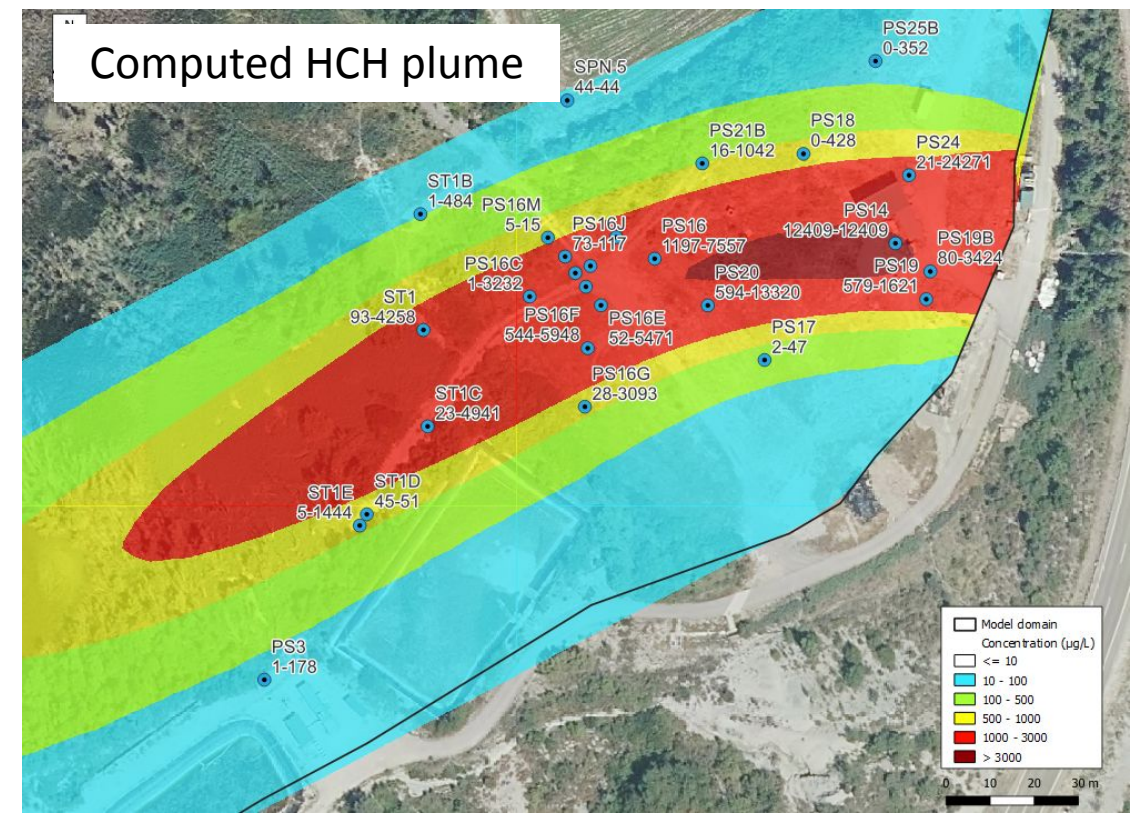 N
Computed HCH plume
PS25B
0-352
SPN 5
44-44
PS18
0-428
PS21B
16-1042
PS24
21-24271
ST1B
1-484
PS16M
5-15
PS16J
73-117
PS16
1197-7557
PS14
12409-12409
PS19B
80-3424
PS16C
1-3232
PS20
594-13320
PS19
579-1621
ST1
93-4258
PS16F
544-5948
PS16E
52-5471
PS17
2-47
PS16G
28-3093
ST1C
23-4941
ST1E
5-1444
ST1D
45-51
PS3
1-178
Model domain
Concentration (µg/L)
<= 10
10 - 100
100 - 500
500 - 1000
1000 - 3000
> 3000
0 10 20 30 m